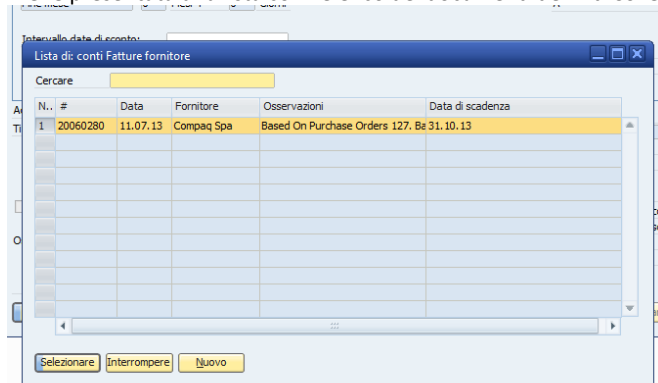 Intervallo date di sconto:
Lista di: conti Fatture fornitore
Cercare
N.. # Data Fornitore Osservazioni Data di scadenza
1 20060280 11.07.13 Compaq Spa Based On Purchase Orders 127. Ba 31.10.13
Selezionare Interrompere Nuovo